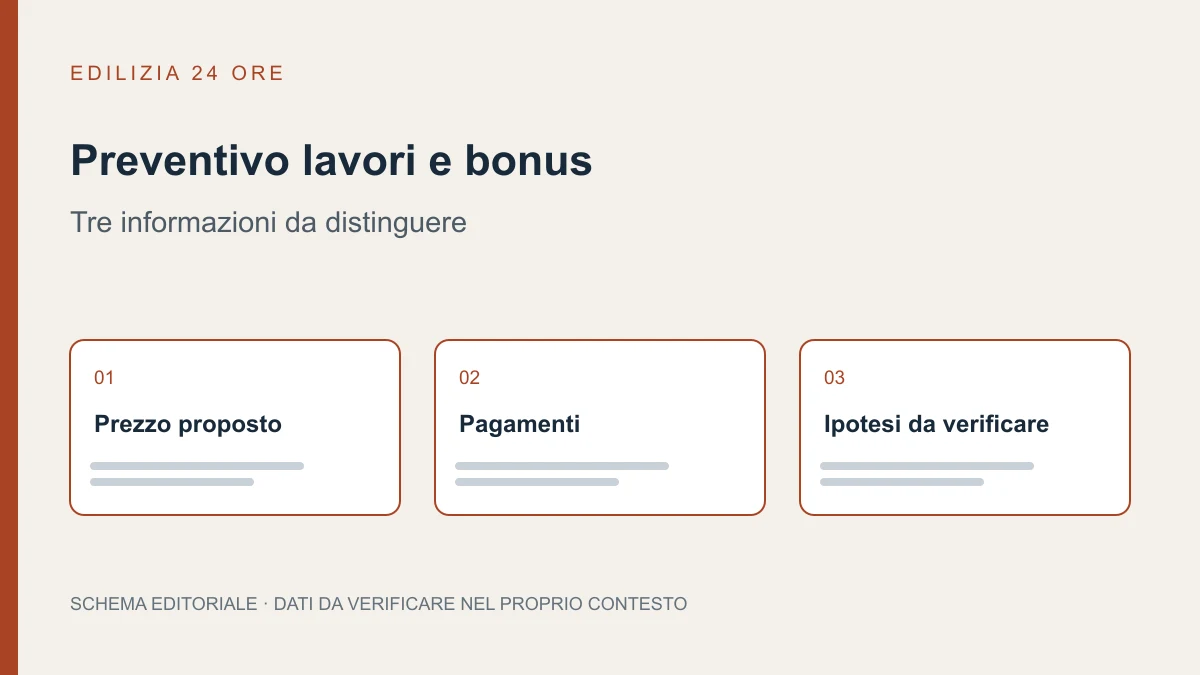 EDILIZIA 24 ORE
Preventivo lavori e bonus
Tre informazioni da distinguere
01
Prezzo proposto
02
Pagamenti
03
Ipotesi da verificare
SCHEMA EDITORIALE · DATI DA VERIFICARE NEL PROPRIO CONTESTO